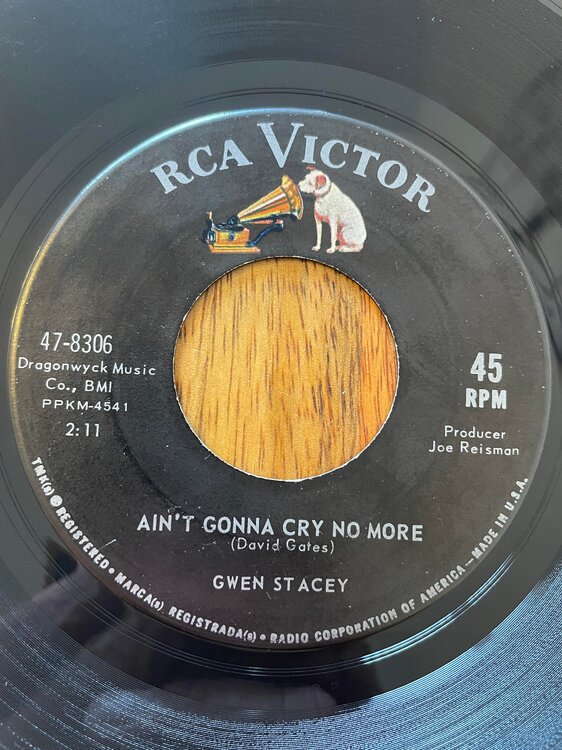 RCA VICTOR
47-8306
Dragonwyck Music
Co., BMI
PPKM-4541
2:11
45
RPM
Producer
Joe Reisman
AIN'T GONNA CRY NO MORE
(David Gates)
GWEN STACEY
TMK(s) ® REGISTERED • MARCA(s) REGISTRADA(s) • RADIO CORPORATION OF AMERICA — MADE IN U.S.A.